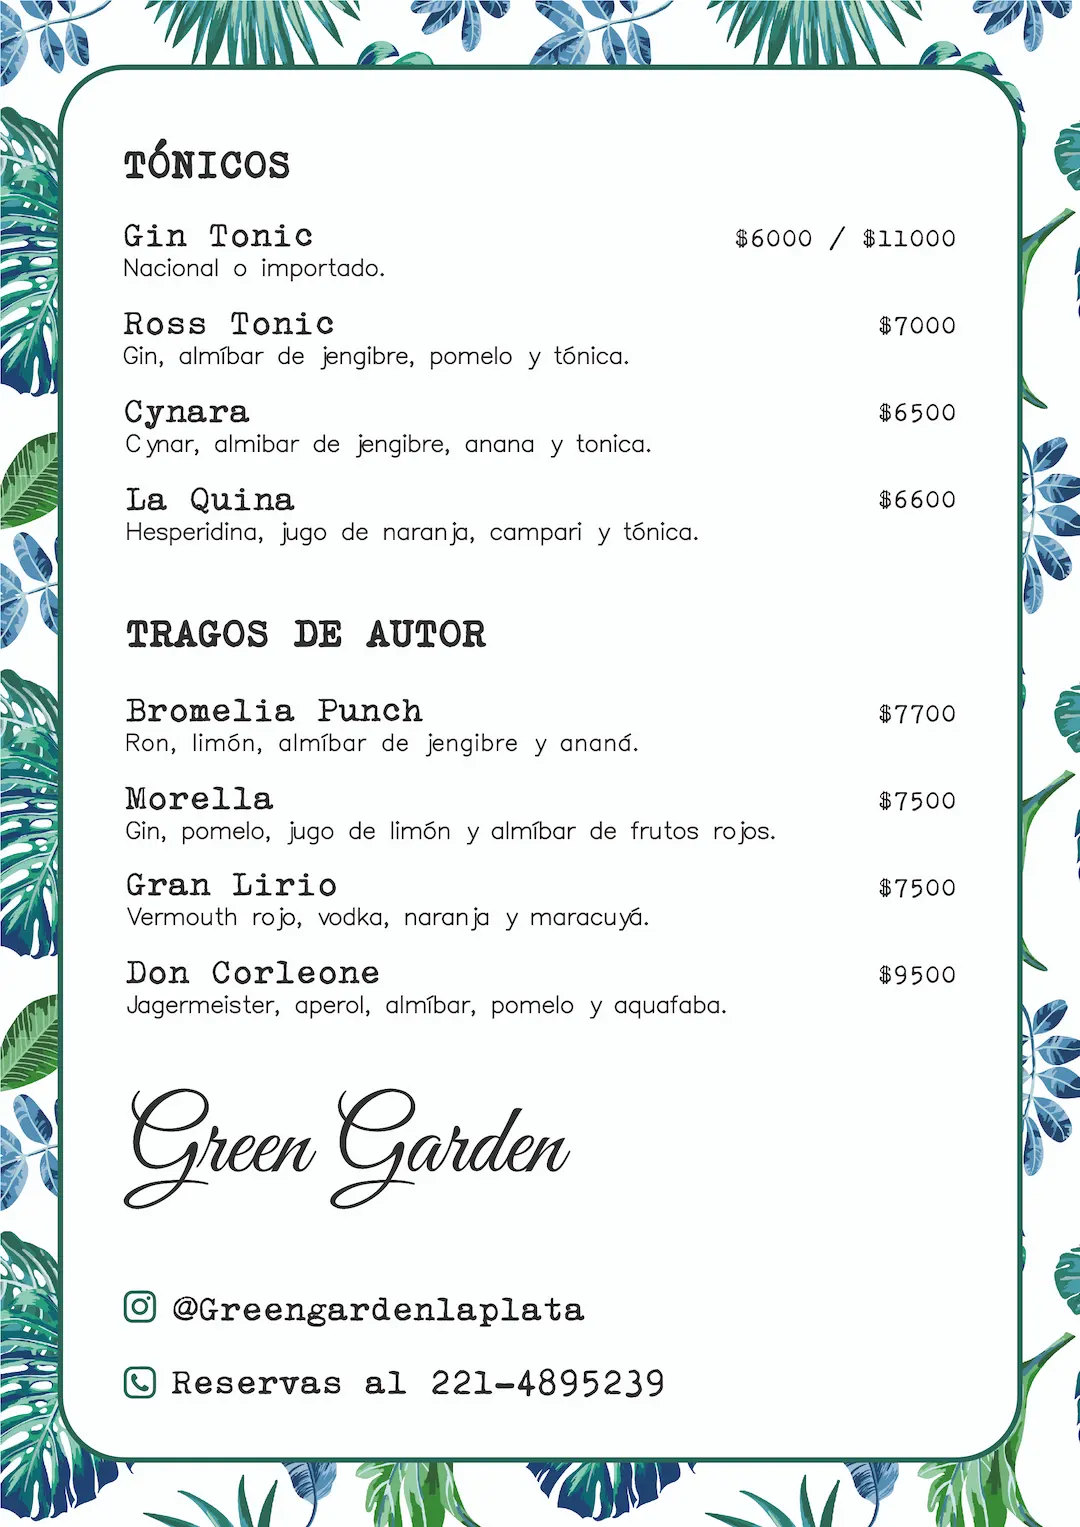 TÓNICOS
Gin Tonic $6000 / $11000
Nacional o importado.
Ross Tonic $7000
Gin, almíbar de jengibre, pomelo y tónica.
Cynara $6500
Cynar, almibar de jengibre, anana y tonica.
La Quina $6600
Hesperidina, jugo de naranja, campari y tónica.
TRAGOS DE AUTOR
Bromelia Punch $7700
Ron, limón, almíbar de jengibre y ananá.
Morella $7500
Gin, pomelo, jugo de limón y almíbar de frutos rojos.
Gran Lirio $7500
Vermouth rojo, vodka, naranja y maracuyá.
Don Corleone $9500
Jagermeister, aperol, almíbar, pomelo y aquafaba.
Green Garden
@Greengardenlaplata
Reservas al 221-4895239